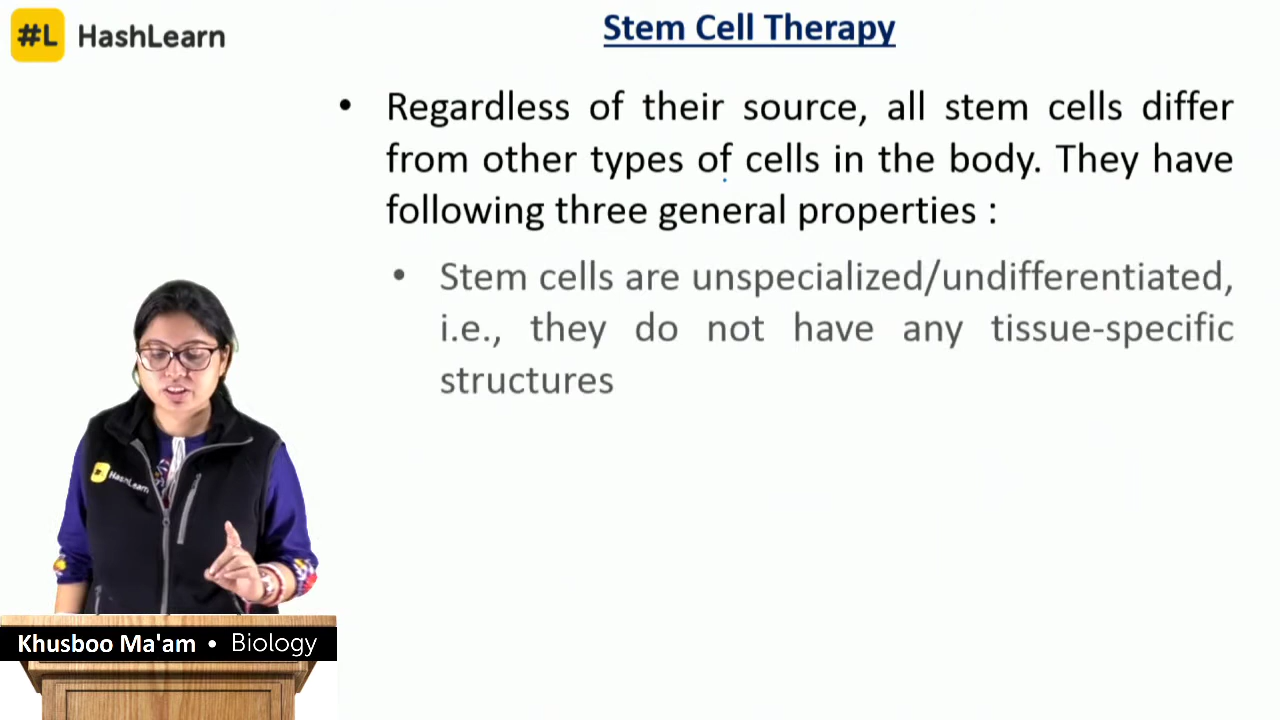 #L HashLearn
Stem Cell Therapy
• Regardless of their source, all stem cells differ
from other types of cells in the body. They have
following three general properties :
• Stem cells are unspecialized/undifferentiated,
i.e., they do not have any tissue-specific
structures
# HashLearn
Khusboo Ma'am • Biology